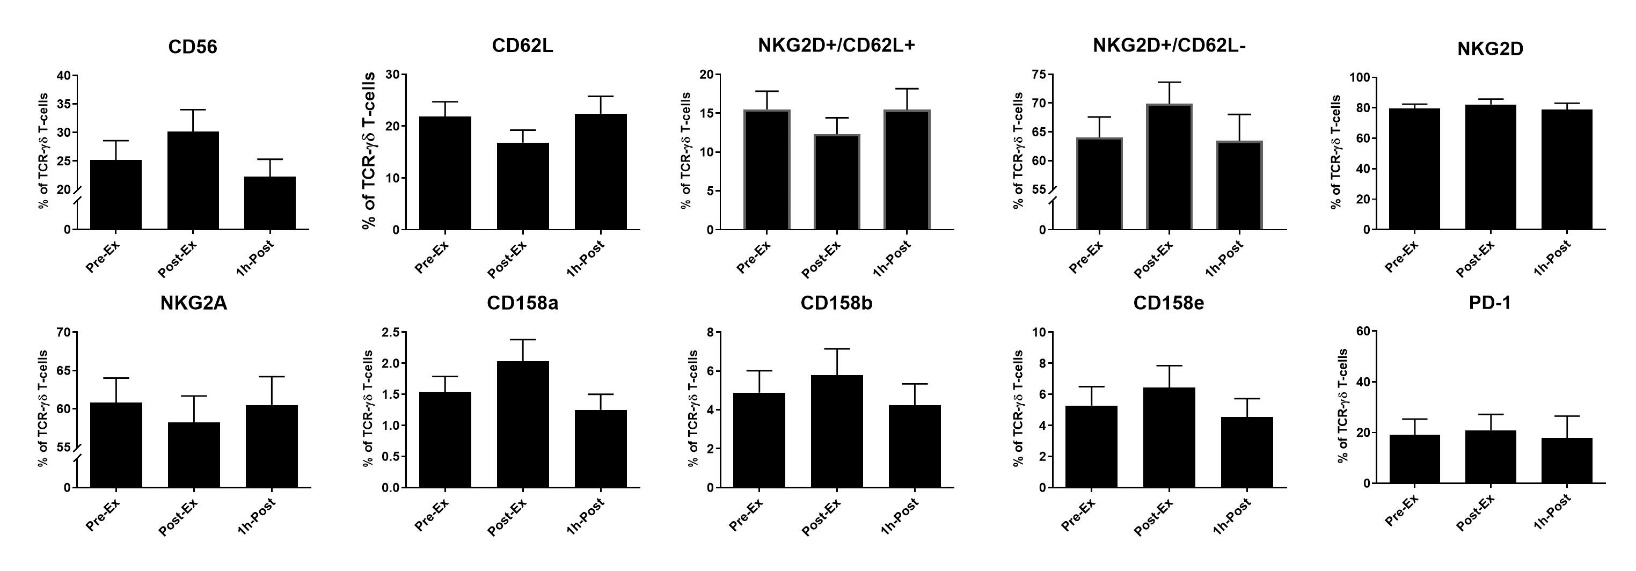 CD56
% of TCR-γδ T-cells
40
35
30
25
20
0
Pre-Ex
Post-Ex
1h-Post
CD62L
% of TCR-γδ T-cells
30
20
10
0
Pre-Ex
Post-Ex
1h-Post
NKG2D+/CD62L+
% of TCR-γδ T-cells
20
15
10
5
0
Pre-Ex
Post-Ex
1h-Post
NKG2D+/CD62L-
% of TCR-γδ T-cells
75
70
65
60
55
0
Pre-Ex
Post-Ex
1h-Post
NKG2D
% of TCR-γδ T-cells
100
80
60
40
20
0
Pre-Ex
Post-Ex
1h-Post
NKG2A
% of TCR-γδ T-cells
70
65
60
55
0
Pre-Ex
Post-Ex
1h-Post
CD158a
% of TCR-γδ T-cells
2.5
2.0
1.5
1.0
0.5
0.0
Pre-Ex
Post-Ex
1h-Post
CD158b
% of TCR-γδ T-cells
8
6
4
2
0
Pre-Ex
Post-Ex
1h-Post
CD158e
% of TCR-γδ T-cells
10
8
6
4
2
0
Pre-Ex
Post-Ex
1h-Post
PD-1
% of TCR-γδ T-cells
60
40
20
0
Pre-Ex
Post-Ex
1h-Post